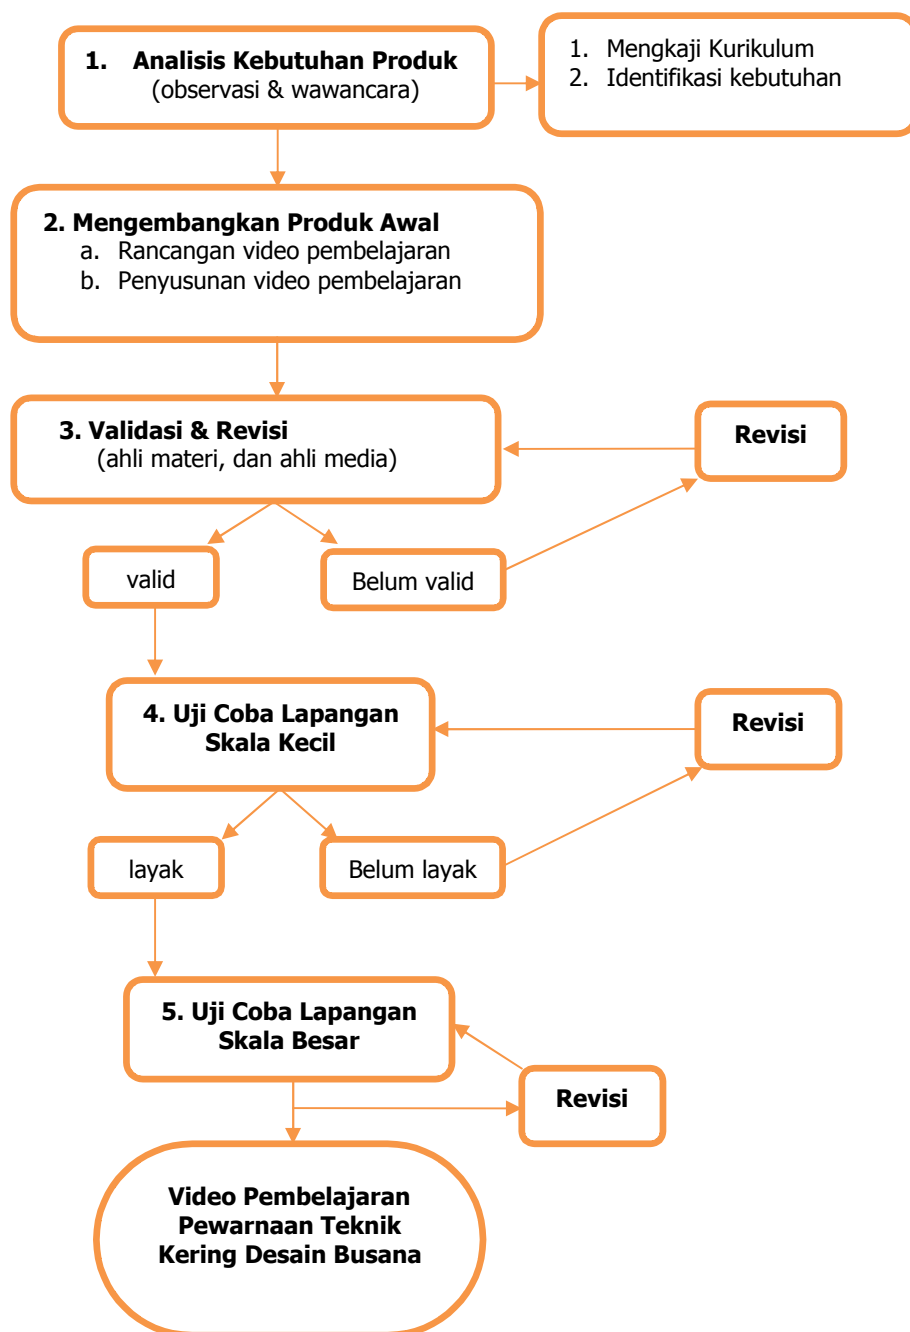 1. Analisis Kebutuhan Produk
(observasi & wawancara)
1. Mengkaji Kurikulum
2. Identifikasi kebutuhan
2. Mengembangkan Produk Awal
a. Rancangan video pembelajaran
b. Penyusunan video pembelajaran
3. Validasi & Revisi
(ahli materi, dan ahli media)
Revisi
valid
Belum valid
4. Uji Coba Lapangan
Skala Kecil
Revisi
layak
Belum layak
5. Uji Coba Lapangan
Skala Besar
Revisi
Video Pembelajaran
Pewarnaan Teknik
Kering Desain Busana